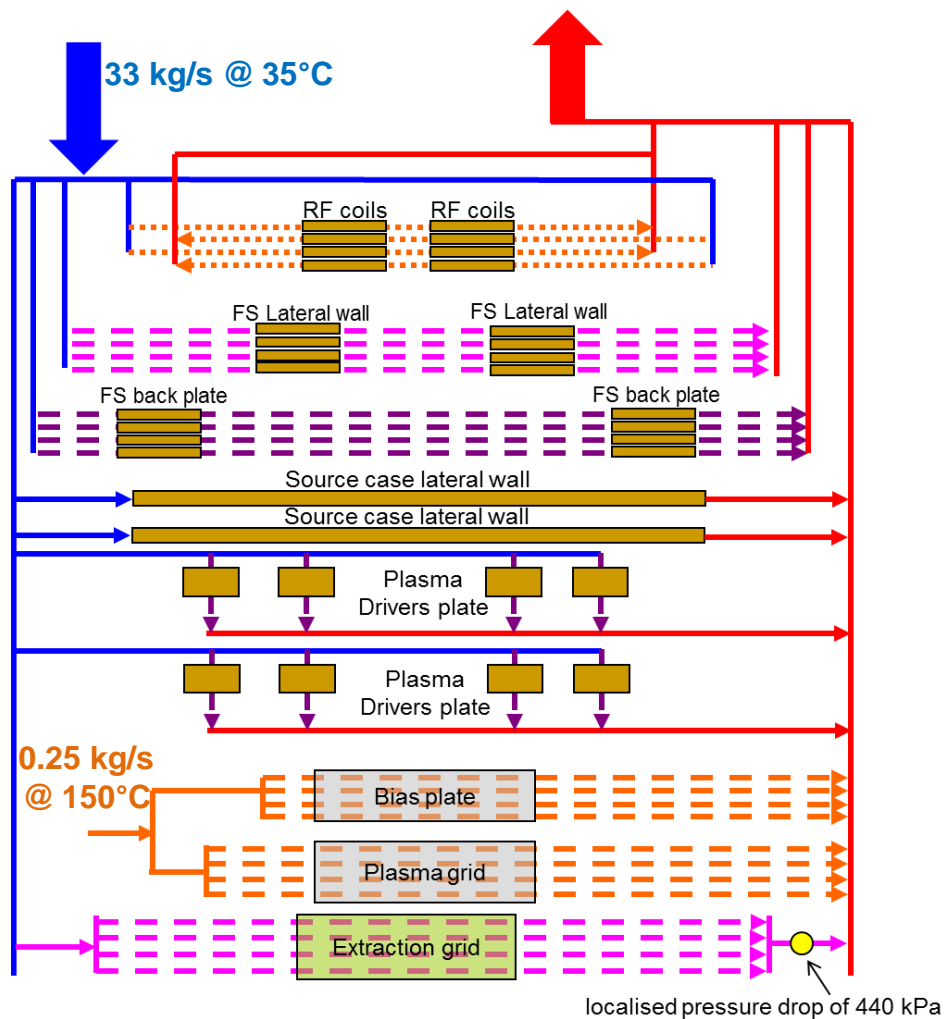 33 kg/s @ 35°C
RF coils RF coils
FS Lateral wall FS Lateral wall
FS back plate FS back plate
Source case lateral wall
Source case lateral wall
Plasma
Drivers plate
Plasma
Drivers plate
0.25 kg/s
@ 150°C
Bias plate
Plasma grid
Extraction grid
localised pressure drop of 440 kPa